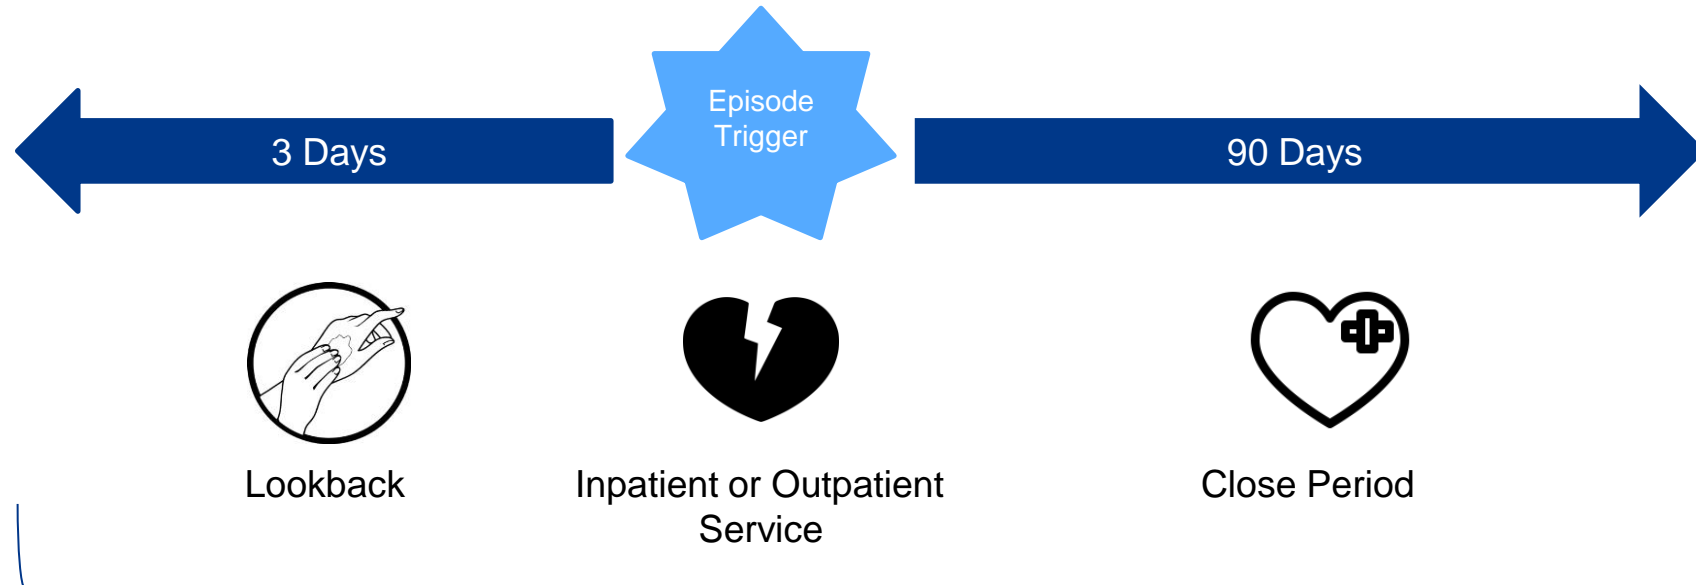 Episode
Trigger
3 Days
90 Days
Lookback
Inpatient or Outpatient
Service
Close Period